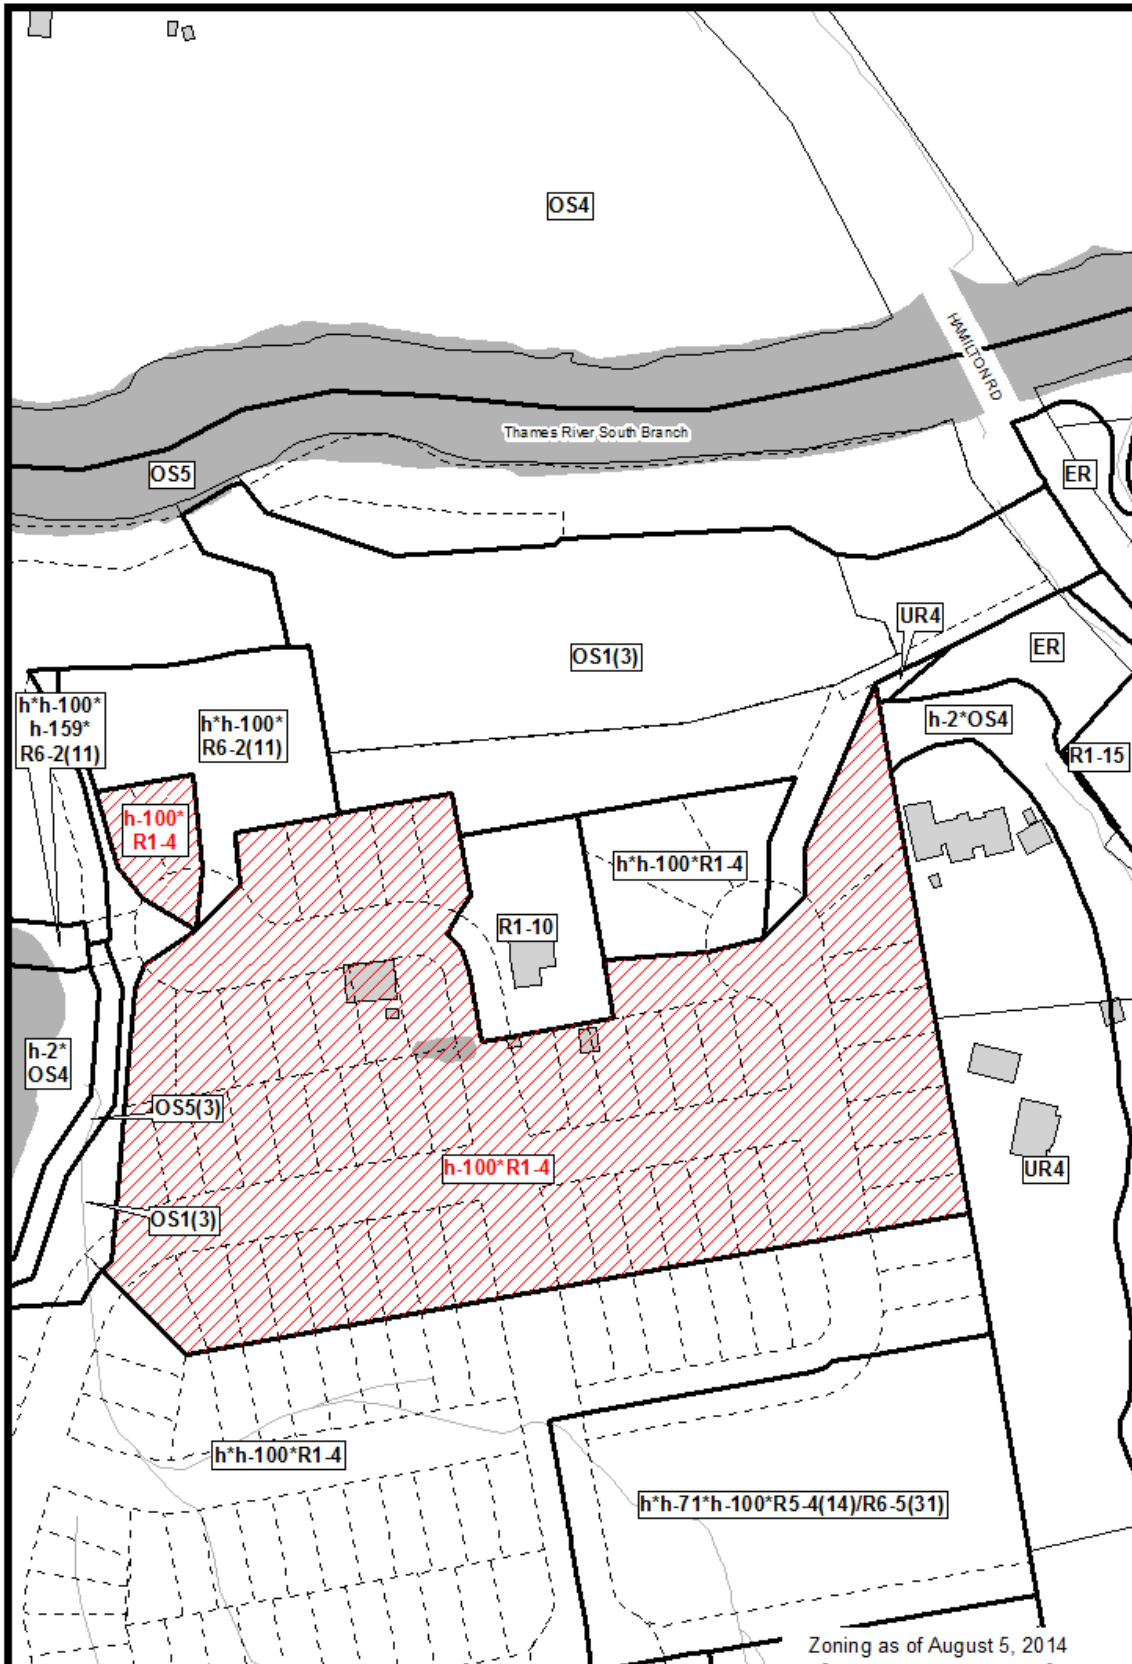 OS4
HAMILTON RD
Thames River South Branch
OS5
ER
UR4
OS1(3)
ER
h*h-100*
h-159*
R6-2(11)
h*h-100*
R6-2(11)
h-2*OS4
R1-15
h-100*
R1-4
h*h-100*R1-4
R1-10
h-2*
OS4
OS5(3)
h-100*R1-4
UR4
OS1(3)
h*h-100*R1-4
h*h-71*h-100*R5-4(14)/R6-5(31)
Zoning as of August 5, 2014